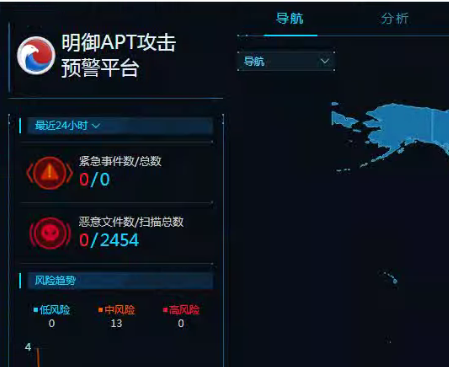 导航
分析
明御APT攻击
预警平台
导航
最近24小时
紧急事件数/总数
0/0
恶意文件数/扫描总数
0/2454
风险趋势
低风险 中风险 高风险
0 13 0
4